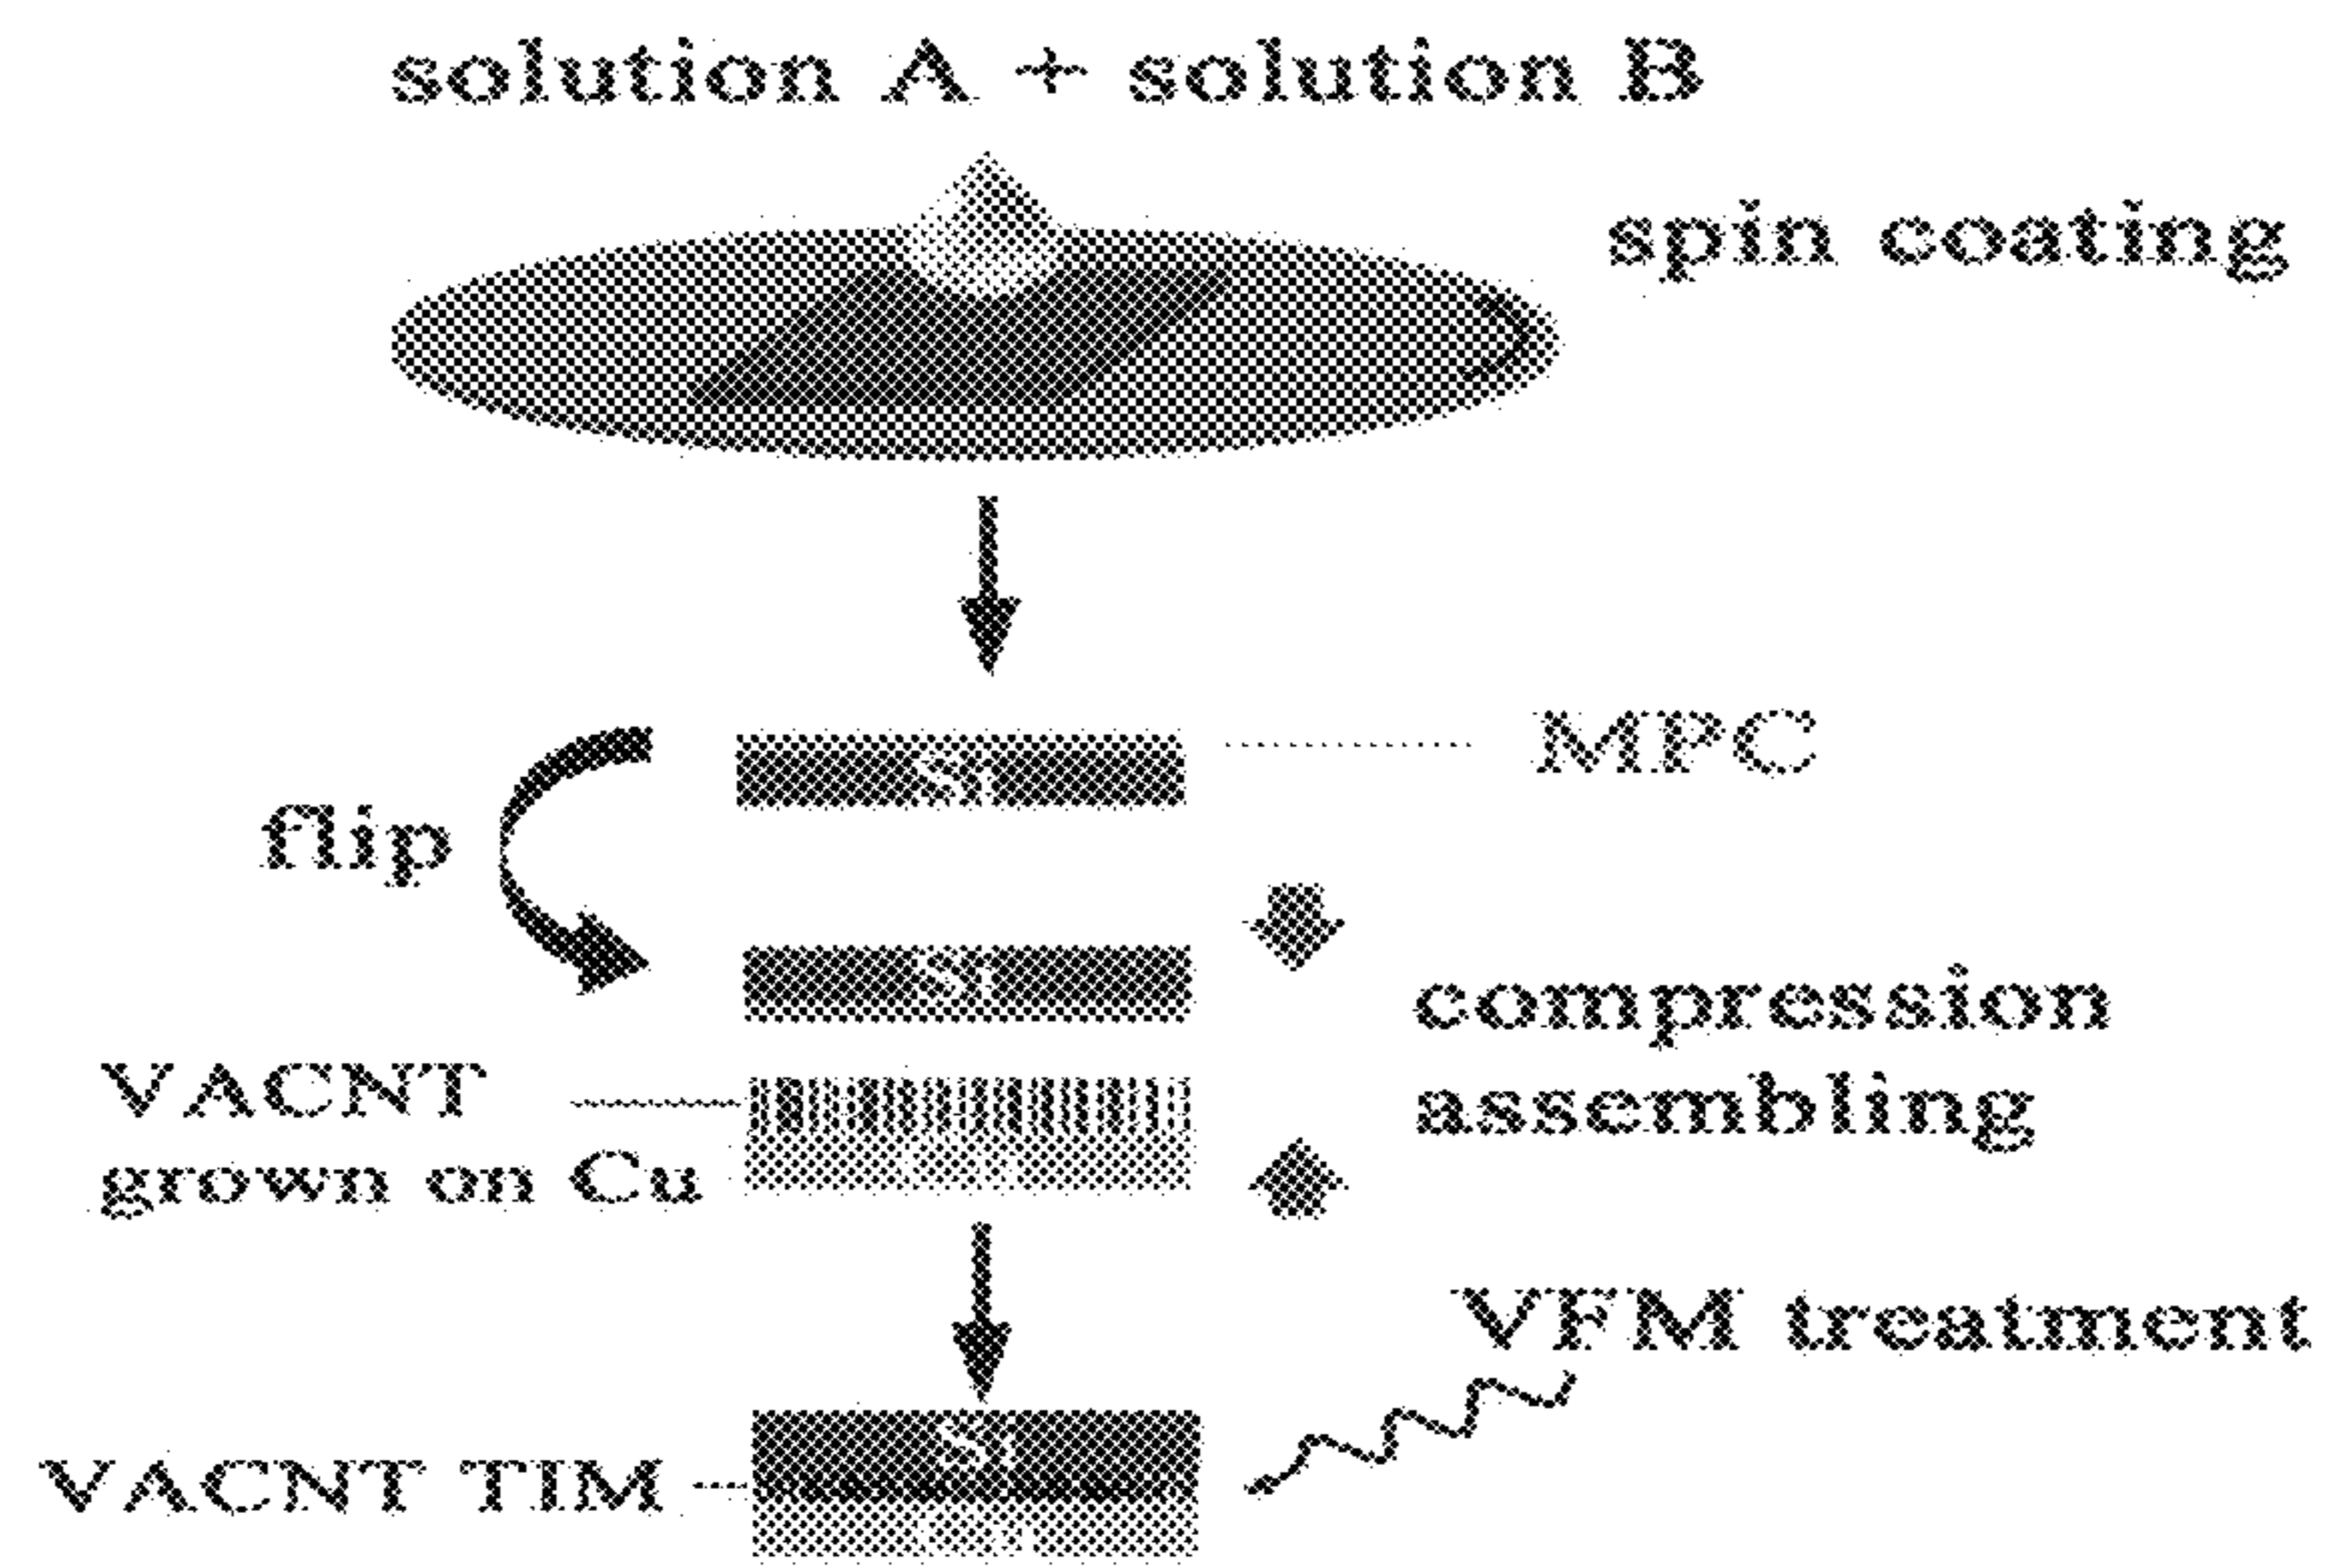 solution A + solution B
spin coating
MPC
Si
flip
Si
compression
assembling
VACNT
grown on Cu
VFM treatment
Si
VACNT TIM